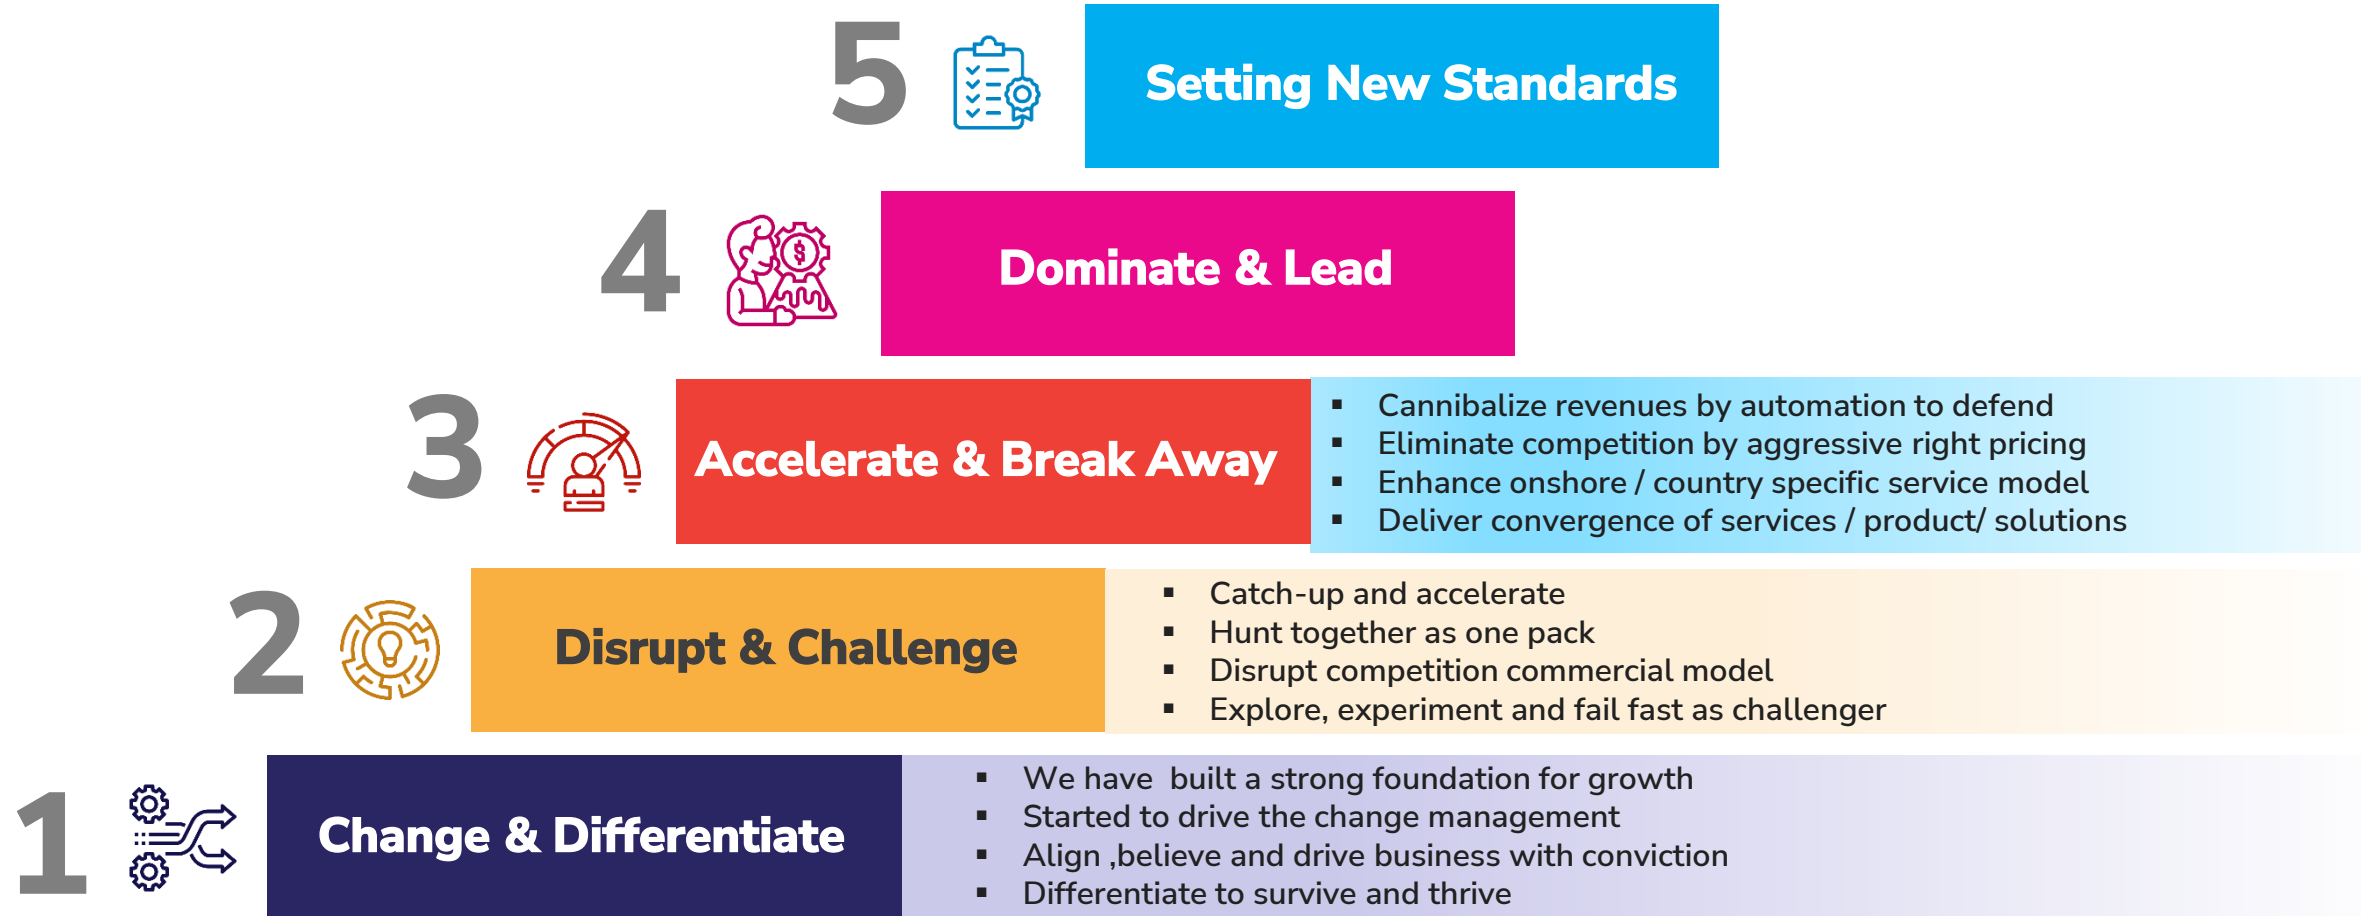 5
Setting New Standards
4
Dominate & Lead
3
Accelerate & Break Away
▪ Cannibalize revenues by automation to defend
▪ Eliminate competition by aggressive right pricing
▪ Enhance onshore / country specific service model
▪ Deliver convergence of services / product/ solutions
2
Disrupt & Challenge
▪ Catch-up and accelerate
▪ Hunt together as one pack
▪ Disrupt competition commercial model
▪ Explore, experiment and fail fast as challenger
1
Change & Differentiate
▪ We have  built a strong foundation for growth
▪ Started to drive the change management
▪ Align ,believe and drive business with conviction
▪ Differentiate to survive and thrive